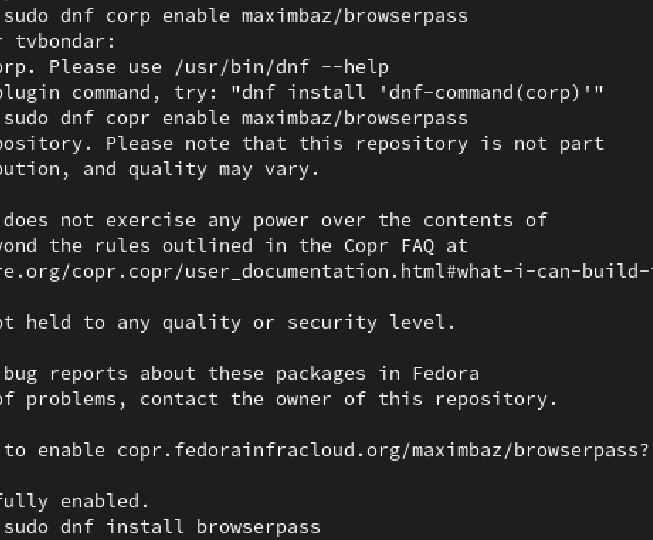 sudo dnf corp enable maximbaz/browserpass
r tvbondar:
orp. Please use /usr/bin/dnf --help
plugin command, try: "dnf install 'dnf-command(corp)'"
sudo dnf copr enable maximbaz/browserpass
pository. Please note that this repository is not part
bution, and quality may vary.
does not exercise any power over the contents of
yond the rules outlined in the Copr FAQ at
re.org/copr.copr/user_documentation.html#what-i-can-build-
ot held to any quality or security level.
bug reports about these packages in Fedora
of problems, contact the owner of this repository.
to enable copr.fedorainfracloud.org/maximbaz/browserpass?
fully enabled.
sudo dnf install browserpass